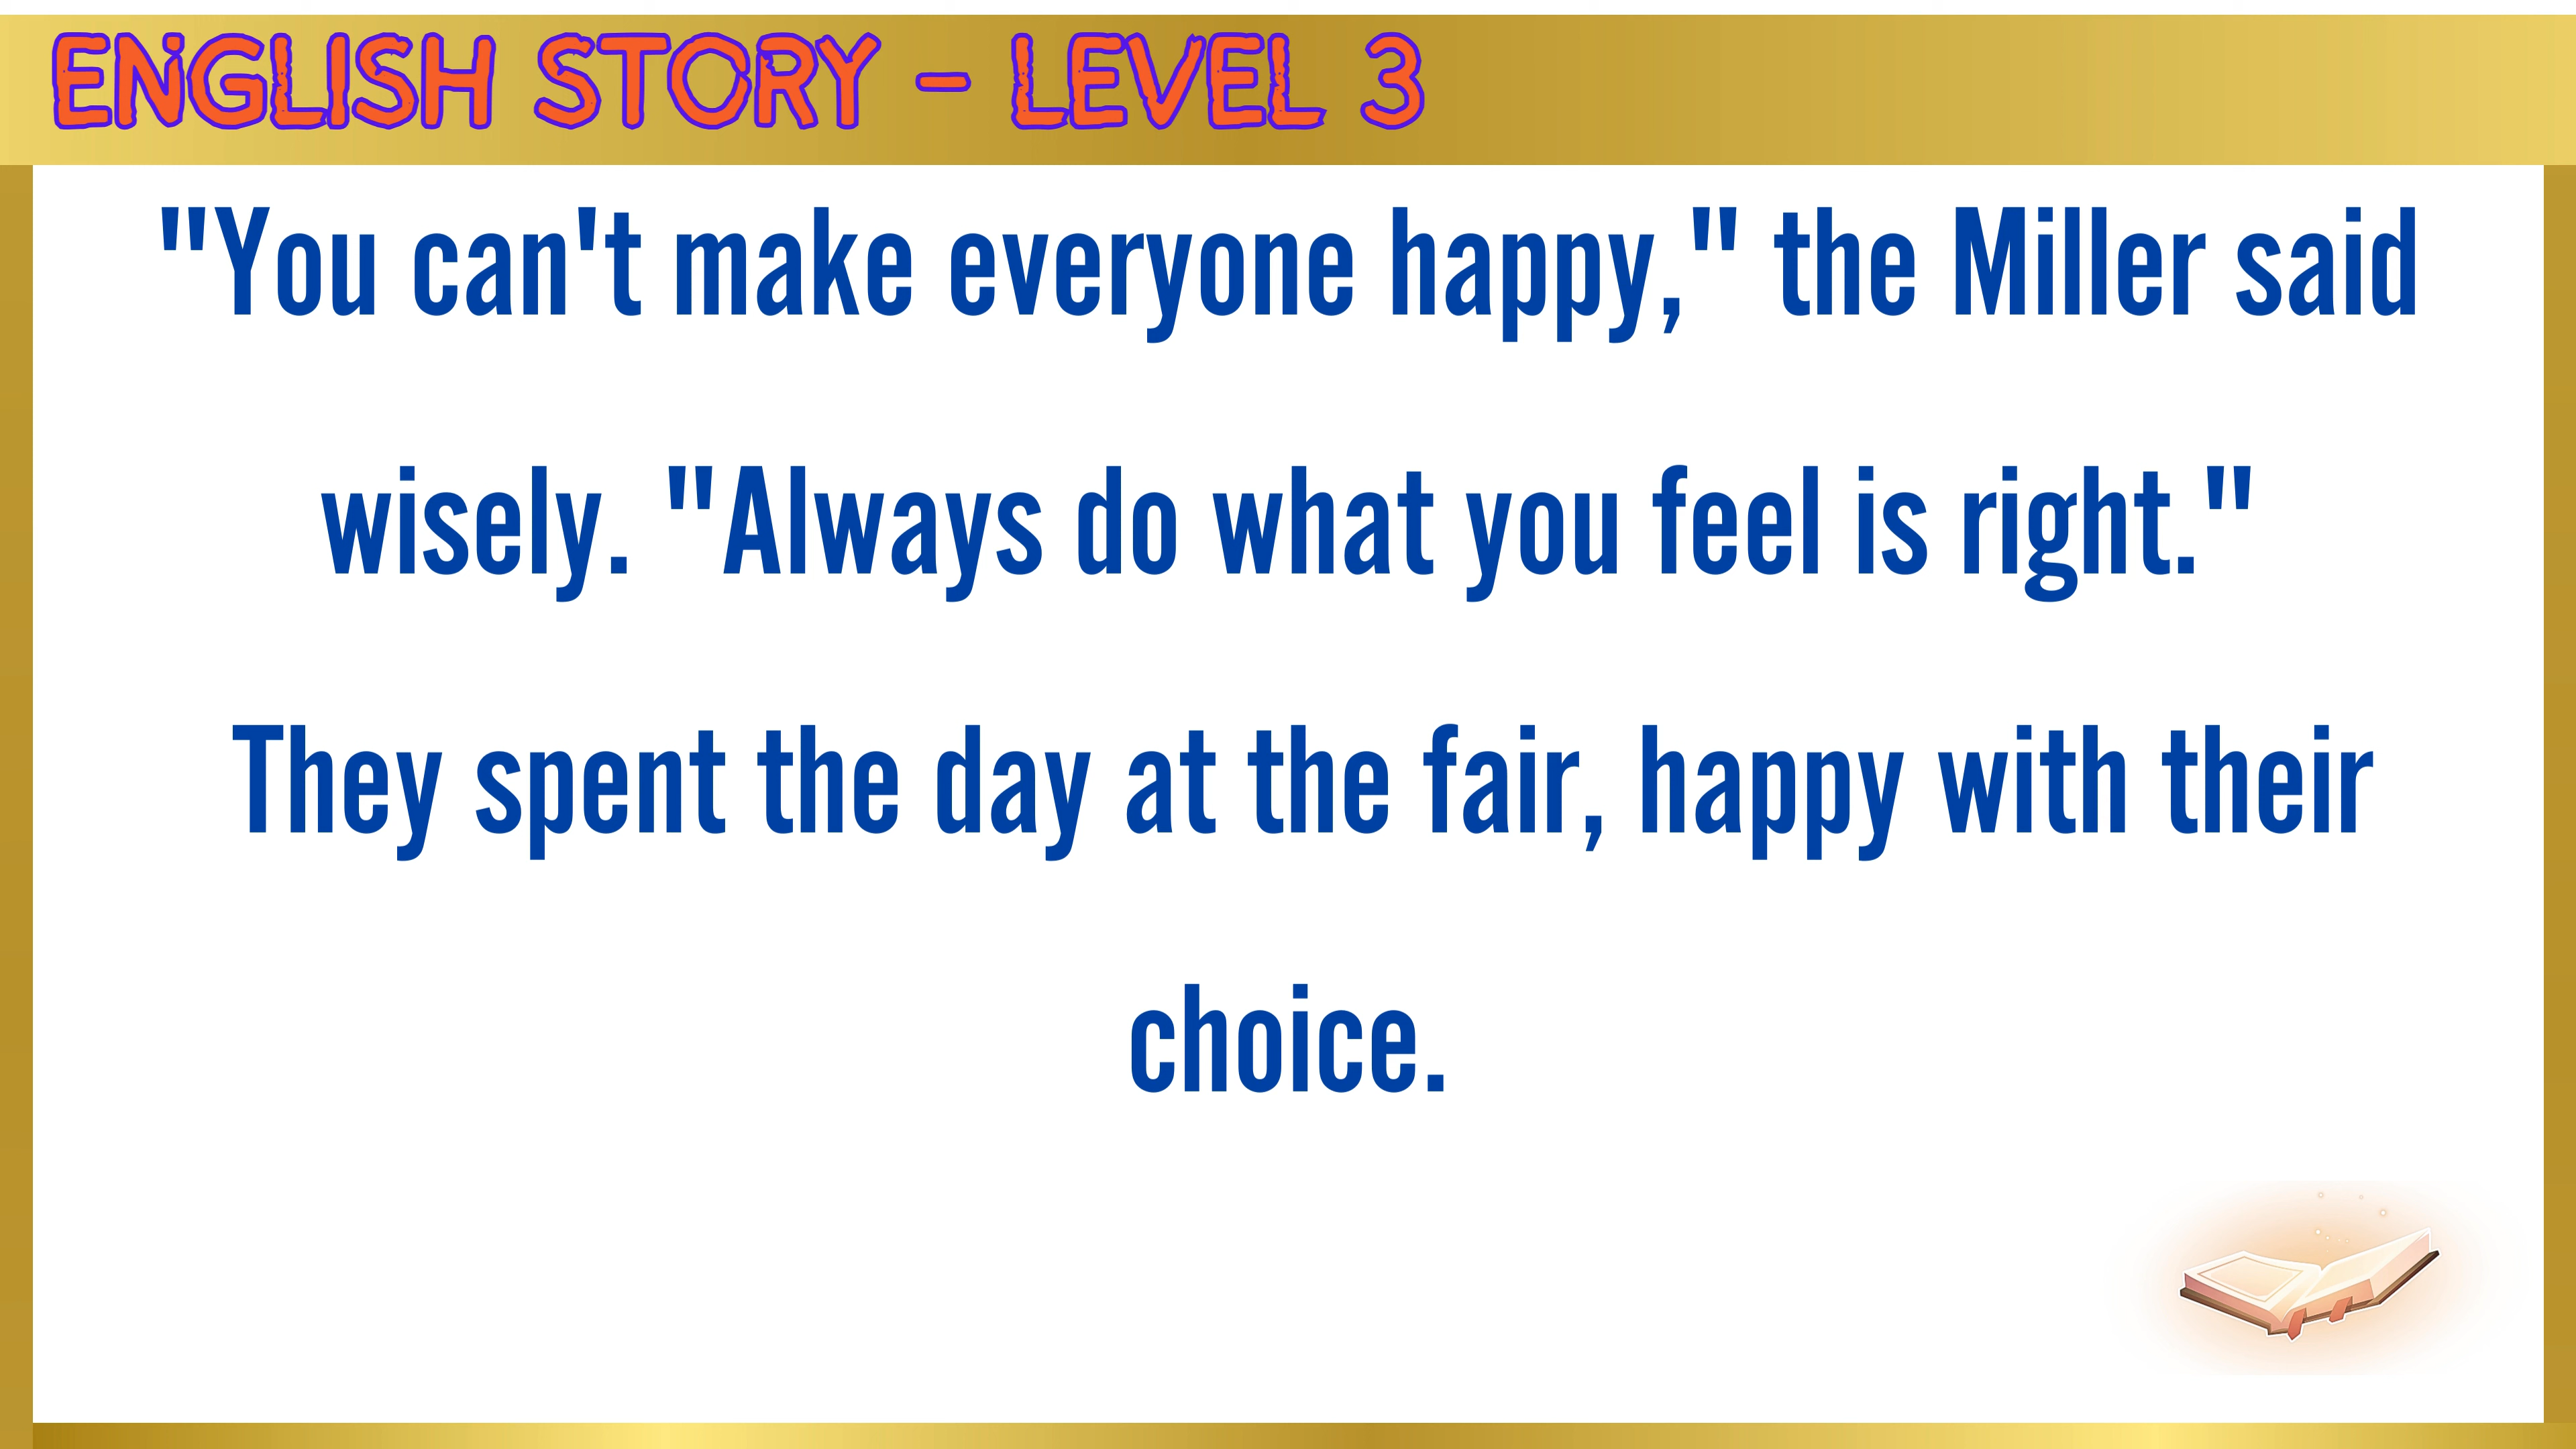 ENGLISH STORY - LEVEL 3
"You can't make everyone happy," the Miller said
wisely. "Always do what you feel is right."
They spent the day at the fair, happy with their
choice.